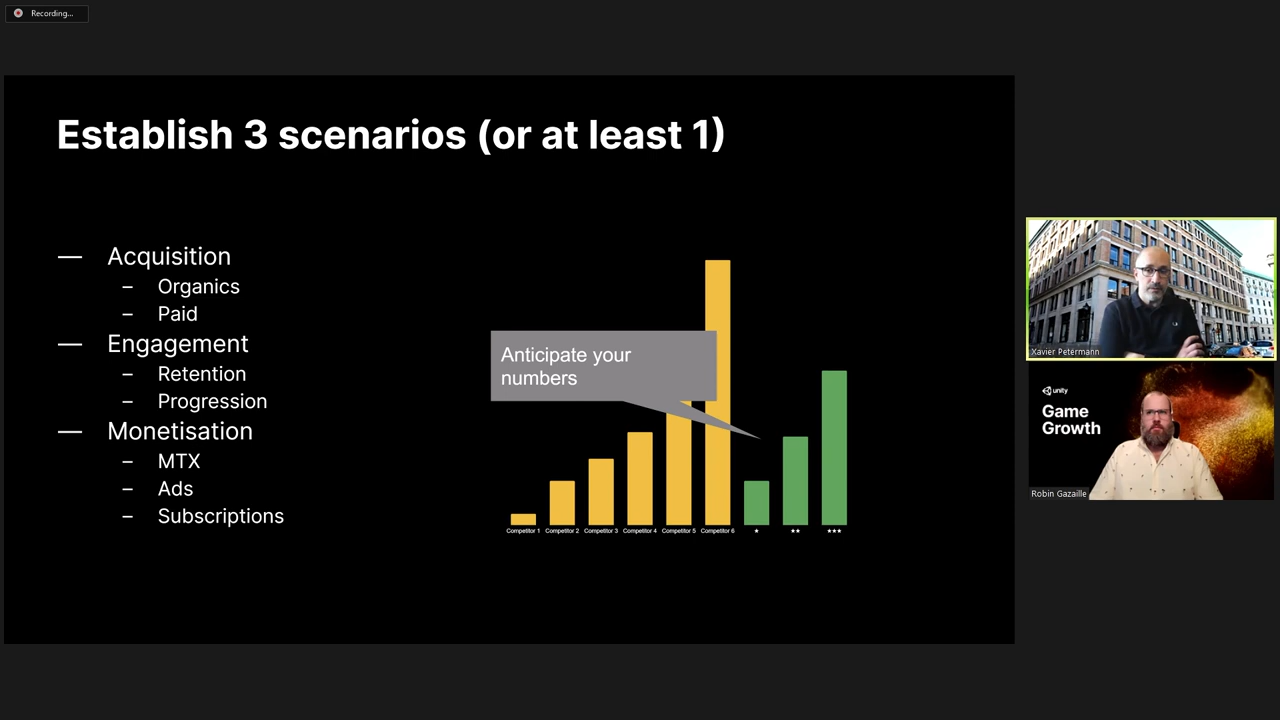 Recording...
Establish 3 scenarios (or at least 1)
— Acquisition
– Organics
– Paid
— Engagement
– Retention
– Progression
— Monetisation
– MTX
– Ads
– Subscriptions
Anticipate your
numbers
Competitor 1 Competitor 2 Competitor 3 Competitor 4 Competitor 5 Competitor 6 ★ ★★ ★★★
Xavier Petermann
unity
Game
Growth
Robin Gazaille